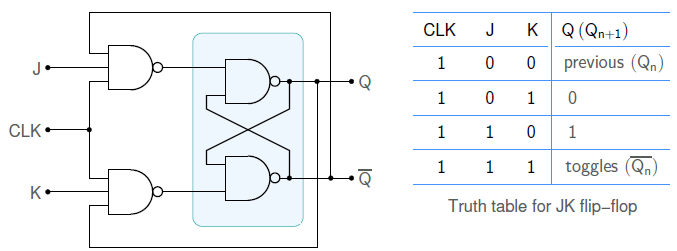 J
CLK
K
Q
Q̅
CLK J K Q (Qₙ₊₁)
1 0 0 previous (Qₙ)
1 0 1 0
1 1 0 1
1 1 1 toggles (Q̅ₙ)
Truth table for JK flip–flop